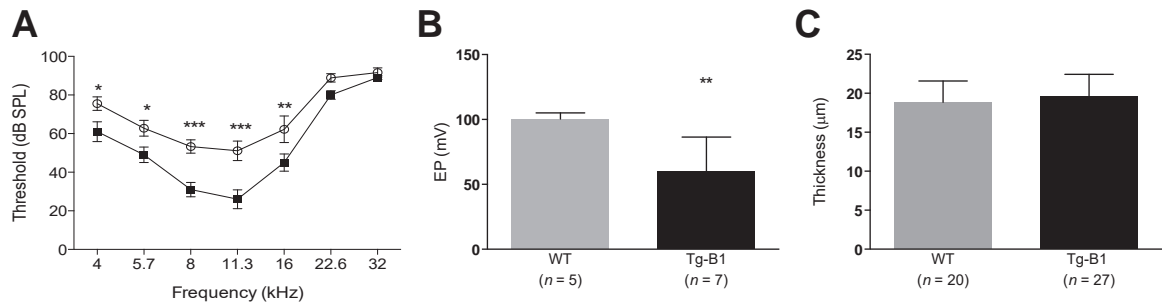 A
Threshold (dB SPL)
100
80
60
40
20
0
* * *** *** **
4 5.7 8 11.3 16 22.6 32
Frequency (kHz)
B
EP (mV)
150
100
50
0
**
WT Tg-B1
(n = 5) (n = 7)
C
Thickness (μm)
25
20
15
10
5
0
WT Tg-B1
(n = 20) (n = 27)